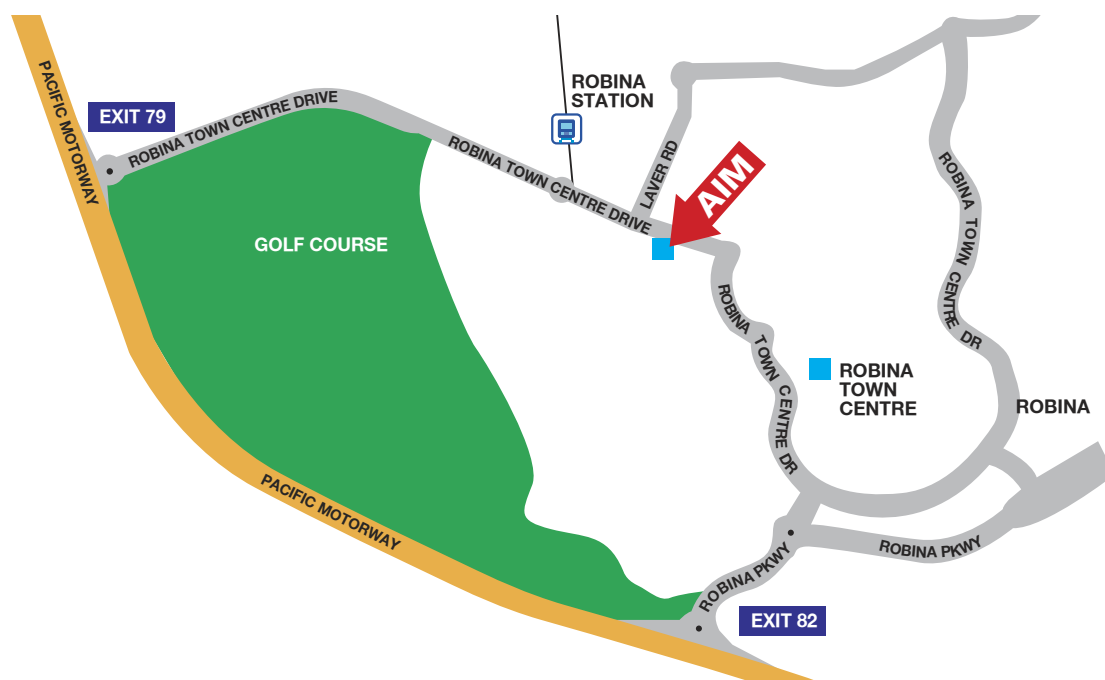 PACIFIC MOTORWAY
EXIT 79
ROBINA TOWN CENTRE DRIVE
ROBINA
STATION
ROBINA TOWN CENTRE DRIVE
LAVER RD
AIM
ROBINA TOWN CENTRE DR
GOLF COURSE
ROBINA TOWN CENTRE DR
ROBINA
TOWN
CENTRE
ROBINA
PACIFIC MOTORWAY
ROBINA PKWY
ROBINA PKWY
EXIT 82